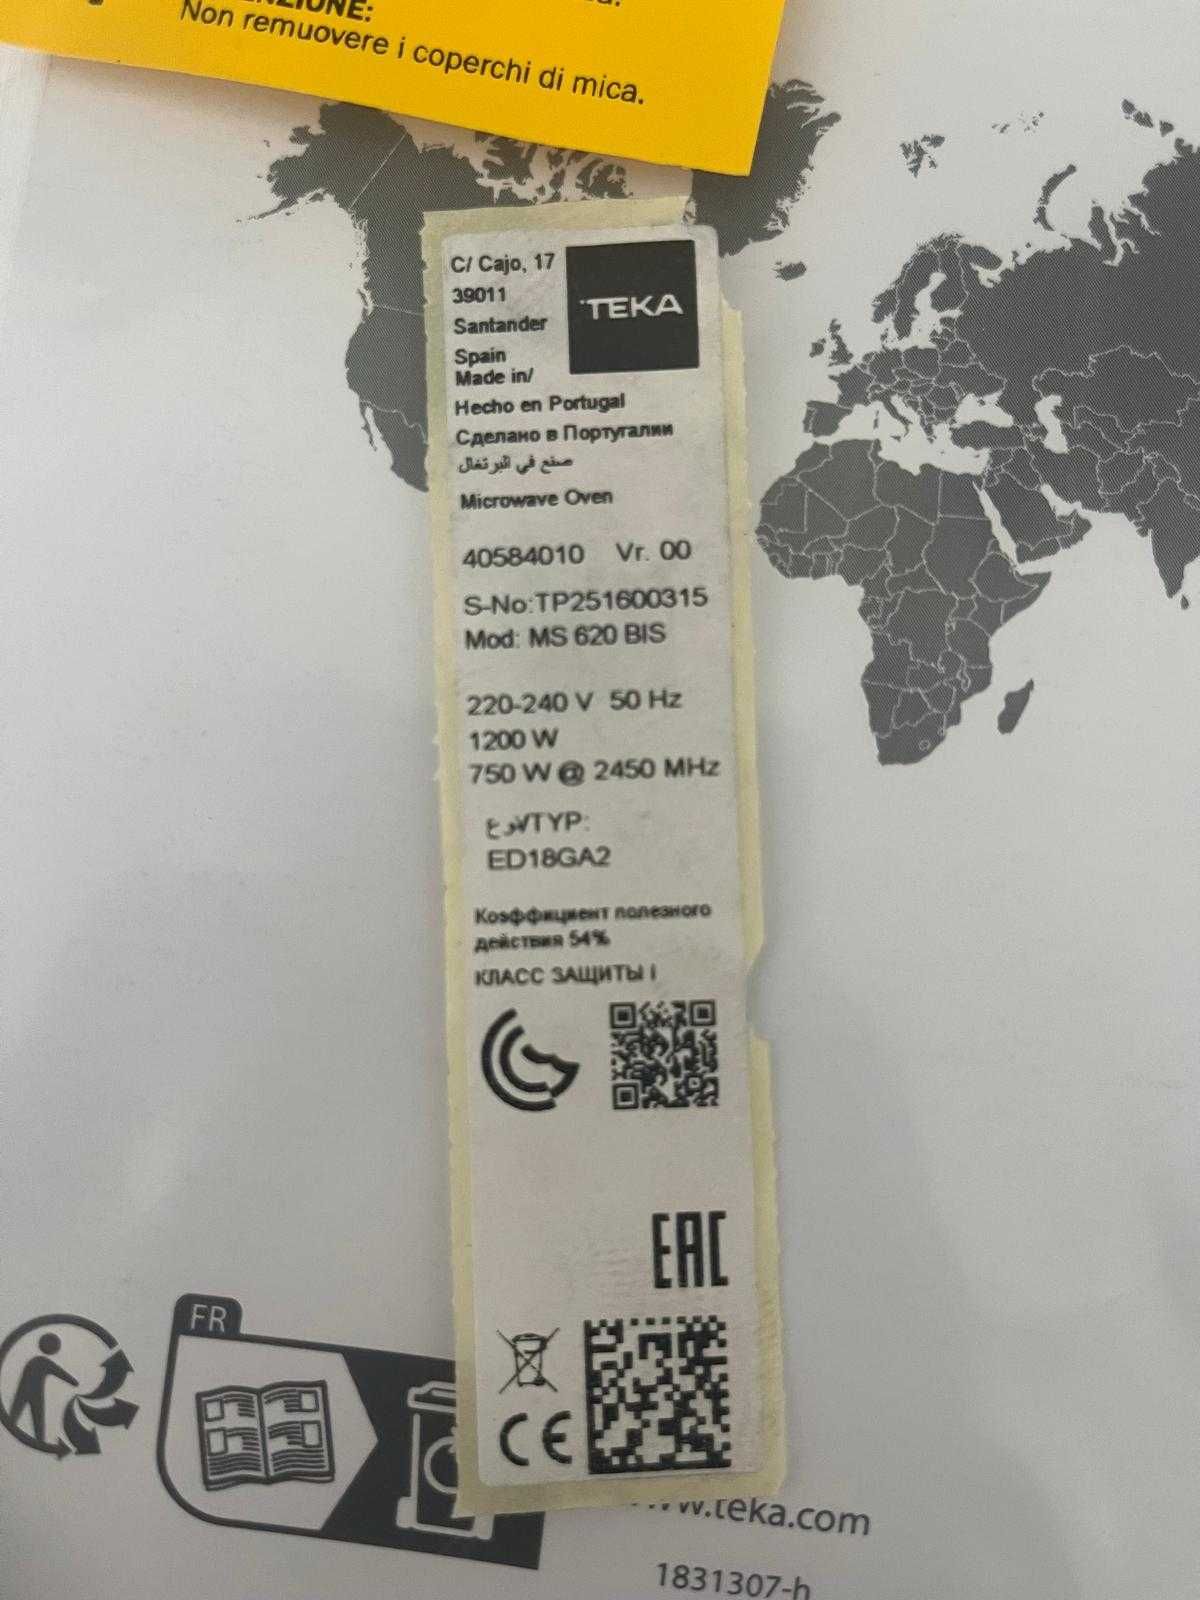 ENZIONE:
Non remuovere i coperchi di mica.
C/ Cajo, 17
39011
Santander
Spain
TEKA
Made in/
Hecho en Portugal
Сделано в Португалии
صنع في البرتغال
Microwave Oven
40584010 Vr. 00
S-No:TP251600315
Mod: MS 620 BIS
220-240 V 50 Hz
1200 W
750 W @ 2450 MHz
نوع/TYP:
ED18GA2
Коэффициент полезного
действия 54%
КЛАСС ЗАЩИТЫ I
EAC
FR
CE
www.teka.com
1831307-h